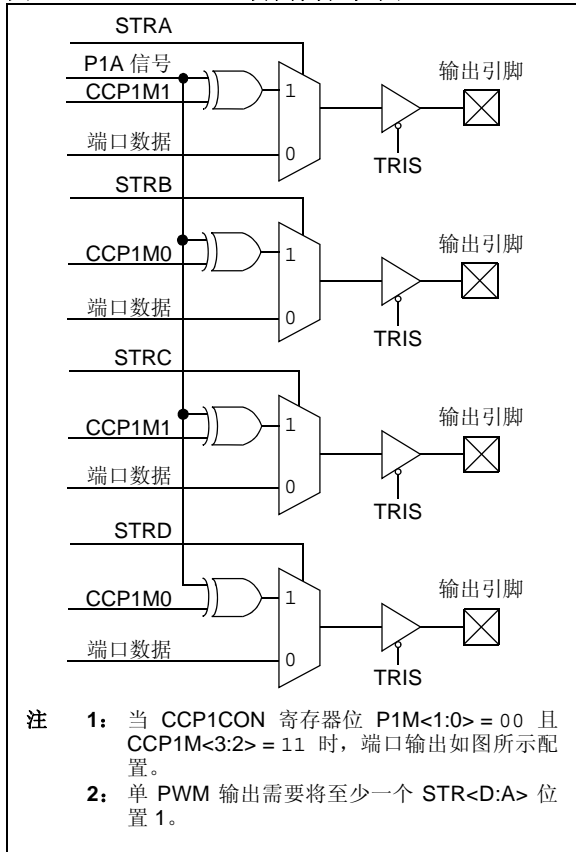 STRA
P1A 信号
CCP1M1
1
输出引脚
端口数据
0
TRIS
STRB
CCP1M0
1
输出引脚
端口数据
0
TRIS
STRC
CCP1M1
1
输出引脚
端口数据
0
TRIS
STRD
CCP1M0
1
输出引脚
端口数据
0
TRIS
注 1： 当 CCP1CON 寄存器位 P1M<1:0> = 00 且
CCP1M<3:2> = 11 时，端口输出如图所示配
置。
2： 单 PWM 输出需要将至少一个 STR<D:A> 位
置 1。